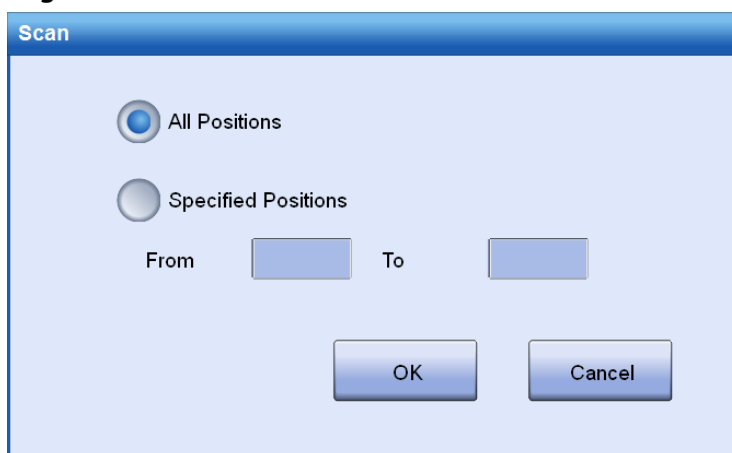 Scan
All Positions
Specified Positions
From To
OK Cancel